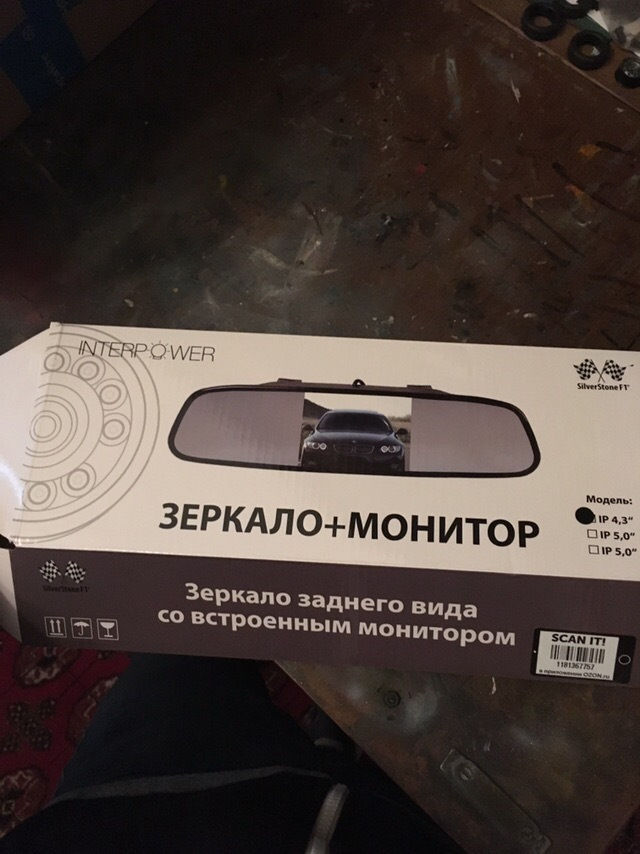 INTERPOWER
SilverStone F1
ЗЕРКАЛО+МОНИТОР
Модель:
IP 4,3"
IP 5,0"
IP 5,0"
SilverStone F1
Зеркало заднего вида
со встроенным монитором
SCAN IT!
1181367757
в приложении OZON.ru